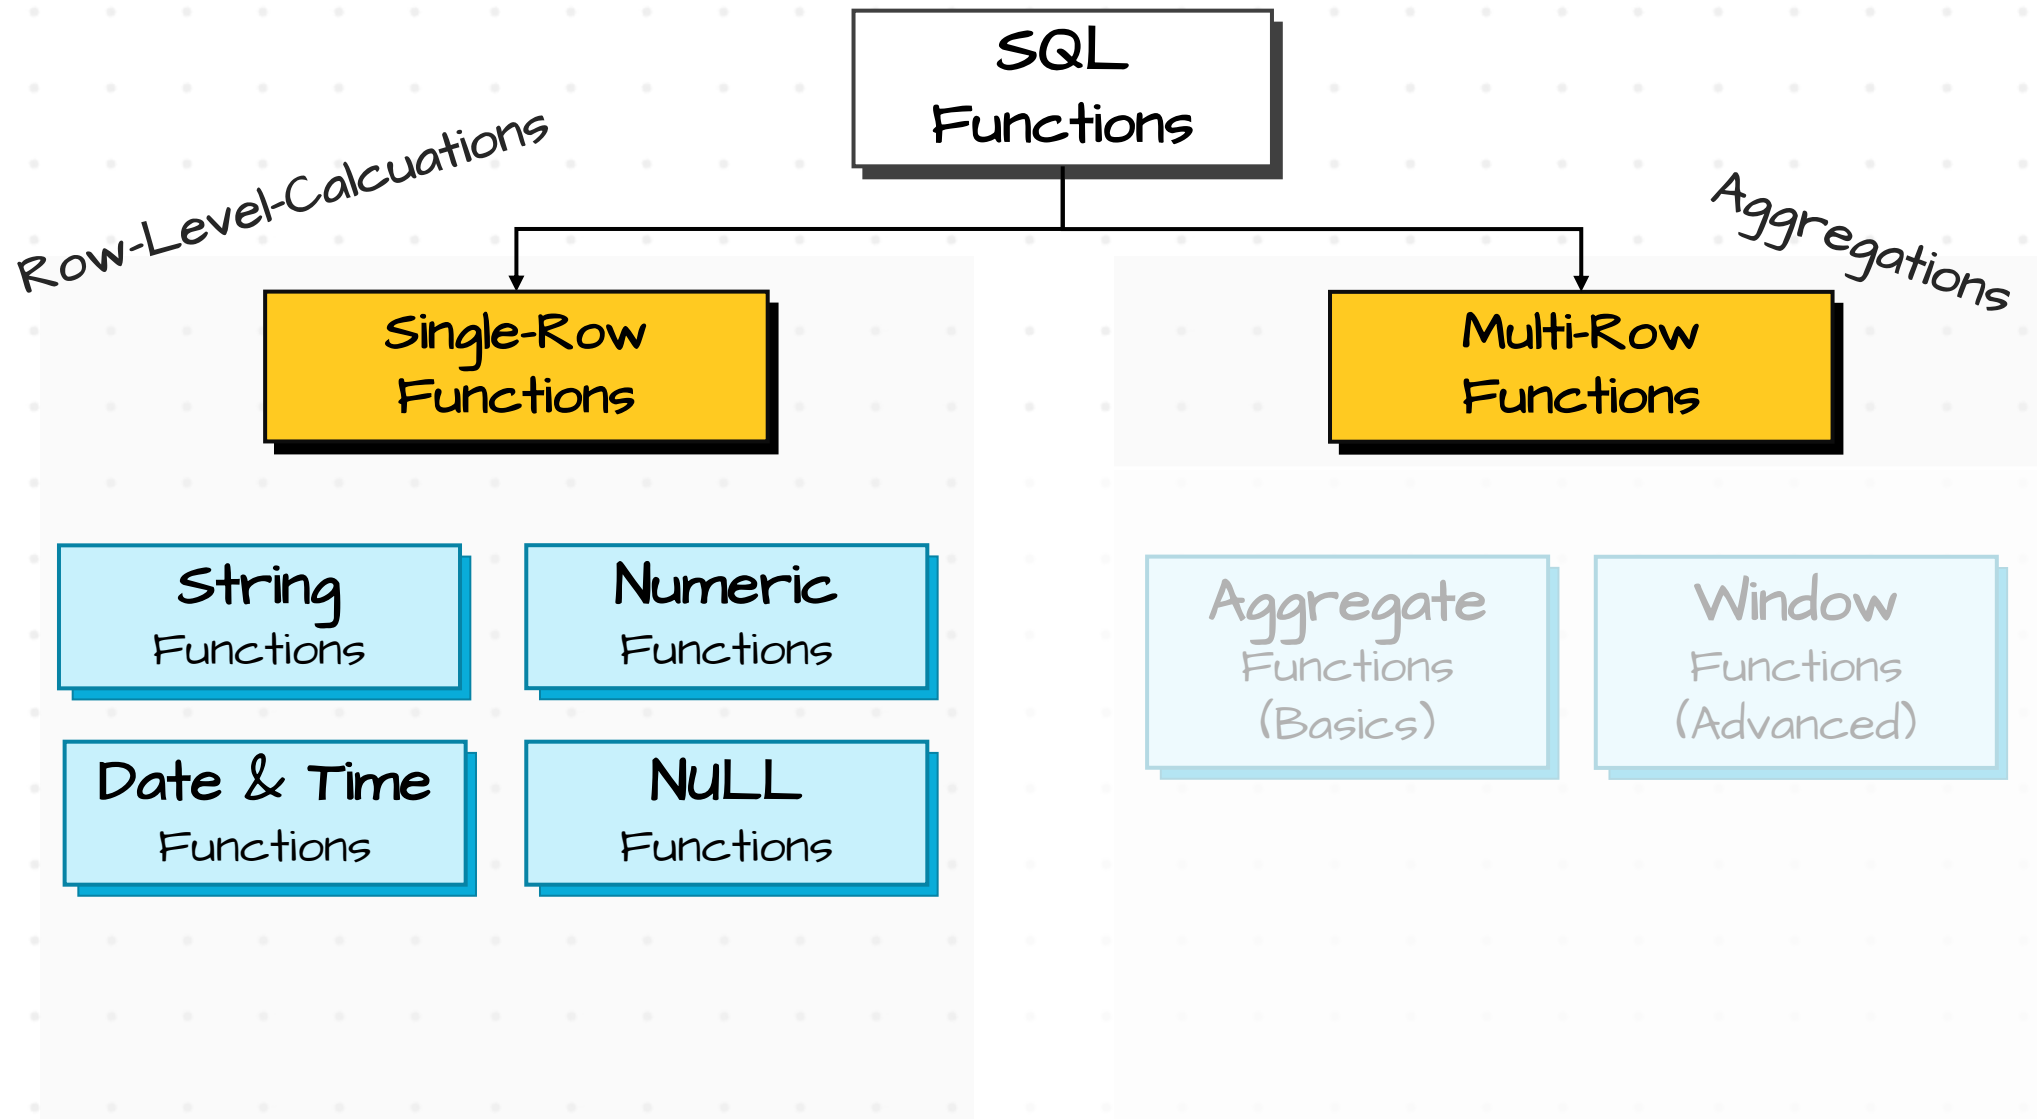 SQL
Functions
Row-Level-Calcuations
Aggregations
Single-Row
Functions
Multi-Row
Functions
String
Functions
Numeric
Functions
Date & Time
Functions
NULL
Functions
Aggregate
Functions
(Basics)
Window
Functions
(Advanced)